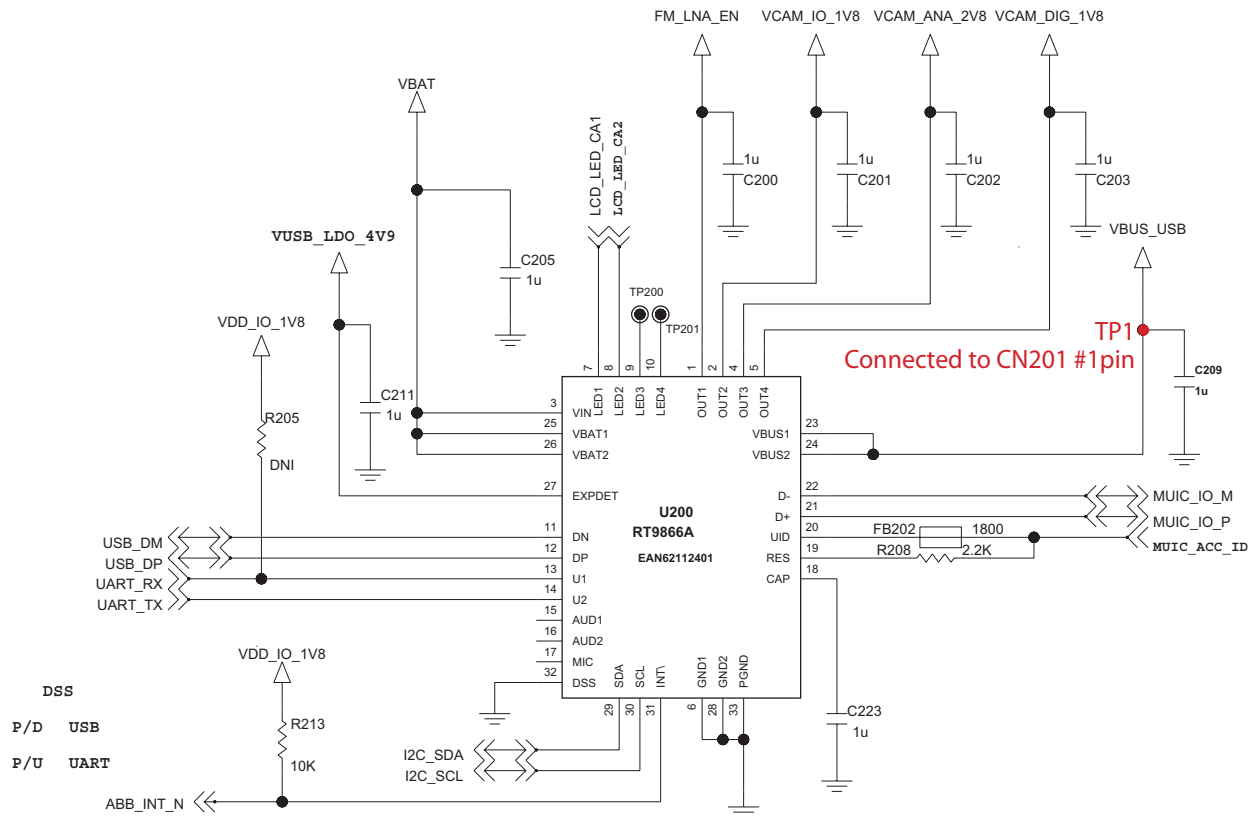 FM_LNA_EN
VCAM_IO_1V8
VCAM_ANA_2V8
VCAM_DIG_1V8
VBAT
LCD_LED_CA1
LCD_LED_CA2
1u
C200
1u
C201
1u
C202
1u
C203
VUSB_LDO_4V9
C205
1u
VBUS_USB
VDD_IO_1V8
TP200
TP201
TP1
Connected to CN201 #1pin
C209
1u
C211
1u
R205
DNI
7
8
9
10
1
2
4
5
LED1
LED2
LED3
LED4
OUT1
OUT2
OUT3
OUT4
3
VIN
25
VBAT1
26
VBAT2
27
EXPDET
VBUS1
23
VBUS2
24
U200
RT9866A
EAN62112401
D-
22
MUIC_IO_M
D+
21
MUIC_IO_P
UID
20
FB202
1800
MUIC_ACC_ID
RES
19
R208
2.2K
CAP
18
USB_DM
11
DN
USB_DP
12
DP
UART_RX
13
U1
UART_TX
14
U2
15
AUD1
16
AUD2
17
MIC
32
DSS
SDA
SCL
INT\
GND1
GND2
PGND
29
30
31
6
28
33
C223
1u
VDD_IO_1V8
DSS
P/D USB
P/U UART
R213
10K
I2C_SDA
I2C_SCL
ABB_INT_N